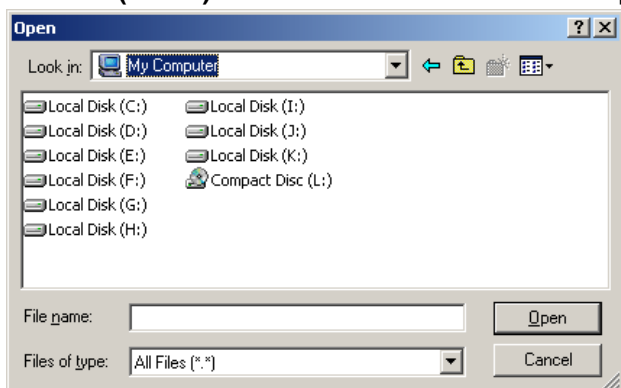 Open
Look in: My Computer
Local Disk (C:) Local Disk (I:)
Local Disk (D:) Local Disk (J:)
Local Disk (E:) Local Disk (K:)
Local Disk (F:) Compact Disc (L:)
Local Disk (G:)
Local Disk (H:)
File name: Open
Files of type: All Files (*.*) Cancel